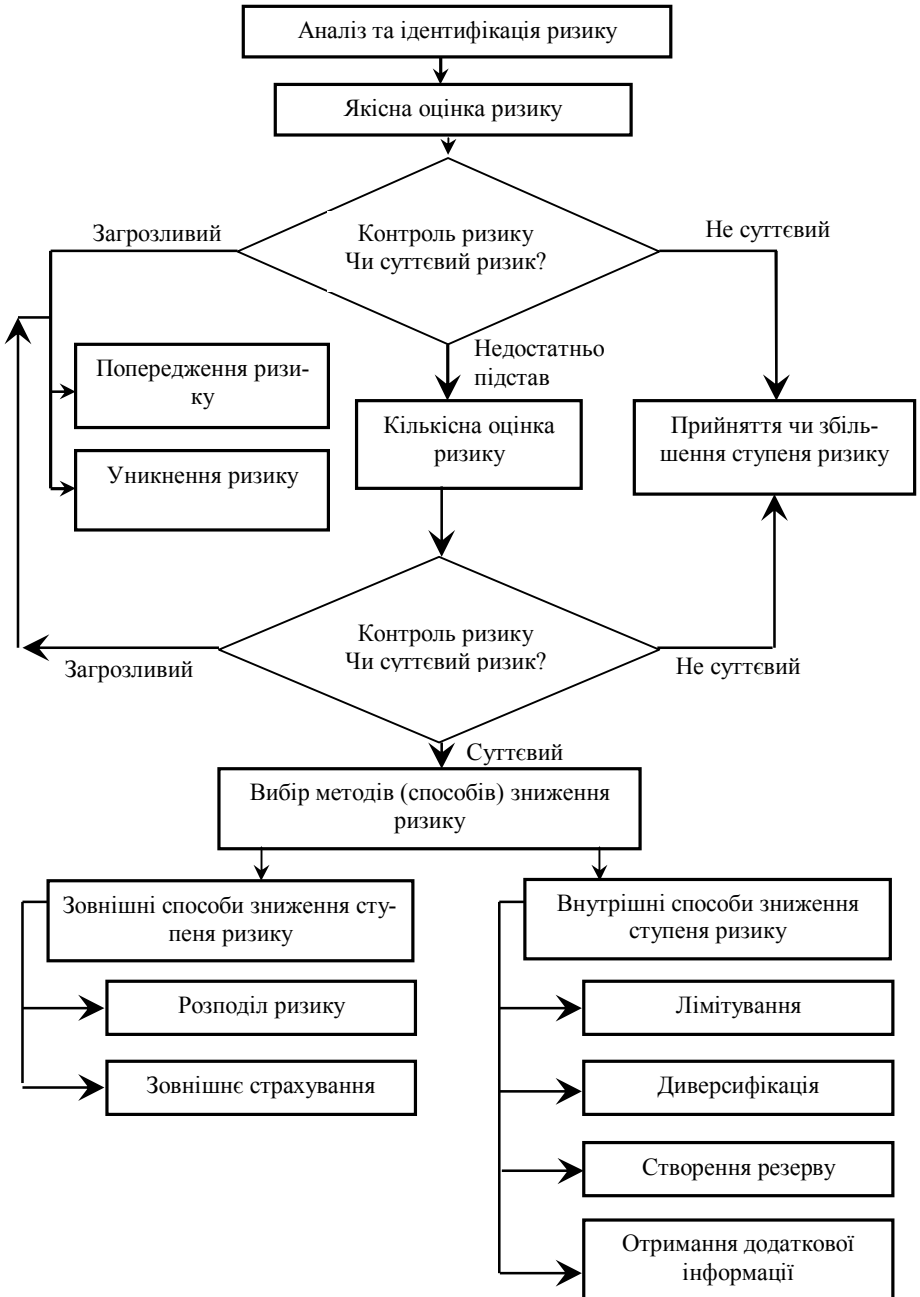 Аналіз та ідентифікація ризику
Якісна оцінка ризику
Загрозливий
Контроль ризику
Чи суттєвий ризик?
Не суттєвий
Недостатньо
підстав
Попередження ризи-
ку
Уникнення ризику
Кількісна оцінка
ризику
Прийняття чи збіль-
шення ступеня ризику
Контроль ризику
Чи суттєвий ризик?
Загрозливий
Не суттєвий
Суттєвий
Вибір методів (способів) зниження
ризику
Зовнішні способи зниження сту-
пеня ризику
Розподіл ризику
Зовнішнє страхування
Внутрішні способи зниження
ступеня ризику
Лімітування
Диверсифікація
Створення резерву
Отримання додаткової
інформації